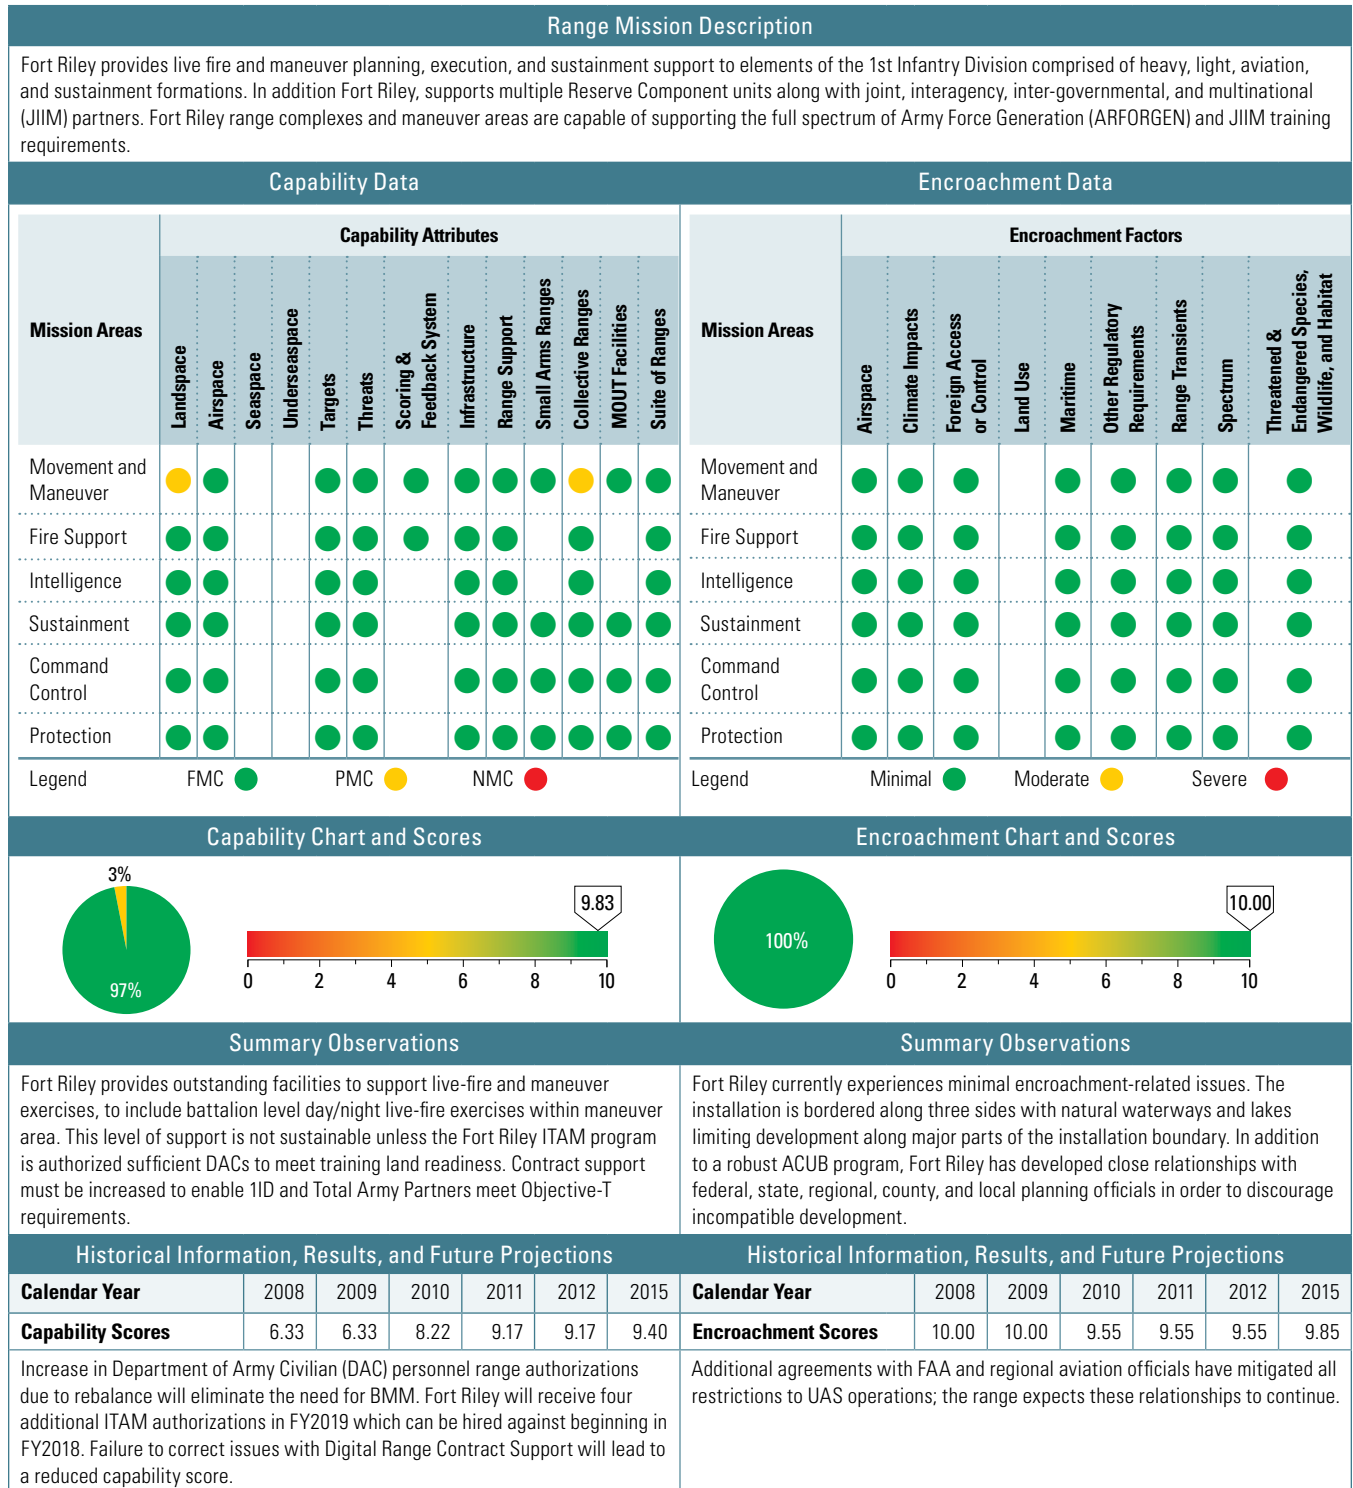 Range Mission Description
Fort Riley provides live fire and maneuver planning, execution, and sustainment support to elements of the 1st Infantry Division comprised of heavy, light, aviation,
and sustainment formations. In addition Fort Riley, supports multiple Reserve Component units along with joint, interagency, inter-governmental, and multinational
(JIIM) partners. Fort Riley range complexes and maneuver areas are capable of supporting the full spectrum of Army Force Generation (ARFORGEN) and JIIM training
requirements.
Capability Data
Mission Areas
Capability Attributes
Landspace
Airspace
Seaspace
Underseaspace
Targets
Threats
Scoring &
Feedback System
Infrastructure
Range Support
Small Arms Ranges
Collective Ranges
MOUT Facilities
Suite of Ranges
Movement and
Maneuver
Fire Support
Intelligence
Sustainment
Command
Control
Protection
Legend FMC PMC NMC
Encroachment Data
Mission Areas
Encroachment Factors
Airspace
Climate Impacts
Foreign Access
or Control
Land Use
Maritime
Other Regulatory
Requirements
Range Transients
Spectrum
Threatened &
Endangered Species,
Wildlife, and Habitat
Movement and
Maneuver
Fire Support
Intelligence
Sustainment
Command
Control
Protection
Legend Minimal Moderate Severe
Capability Chart and Scores
3%
97%
9.83
0 2 4 6 8 10
Encroachment Chart and Scores
100%
10.00
0 2 4 6 8 10
Summary Observations
Fort Riley provides outstanding facilities to support live-fire and maneuver
exercises, to include battalion level day/night live-fire exercises within maneuver
area. This level of support is not sustainable unless the Fort Riley ITAM program
is authorized sufficient DACs to meet training land readiness. Contract support
must be increased to enable 1ID and Total Army Partners meet Objective-T
requirements.
Summary Observations
Fort Riley currently experiences minimal encroachment-related issues. The
installation is bordered along three sides with natural waterways and lakes
limiting development along major parts of the installation boundary. In addition
to a robust ACUB program, Fort Riley has developed close relationships with
federal, state, regional, county, and local planning officials in order to discourage
incompatible development.
Historical Information, Results, and Future Projections
Calendar Year 2008 2009 2010 2011 2012 2015
Capability Scores 6.33 6.33 8.22 9.17 9.17 9.40
Increase in Department of Army Civilian (DAC) personnel range authorizations
due to rebalance will eliminate the need for BMM. Fort Riley will receive four
additional ITAM authorizations in FY2019 which can be hired against beginning in
FY2018. Failure to correct issues with Digital Range Contract Support will lead to
a reduced capability score.
Historical Information, Results, and Future Projections
Calendar Year 2008 2009 2010 2011 2012 2015
Encroachment Scores 10.00 10.00 9.55 9.55 9.55 9.85
Additional agreements with FAA and regional aviation officials have mitigated all
restrictions to UAS operations; the range expects these relationships to continue.